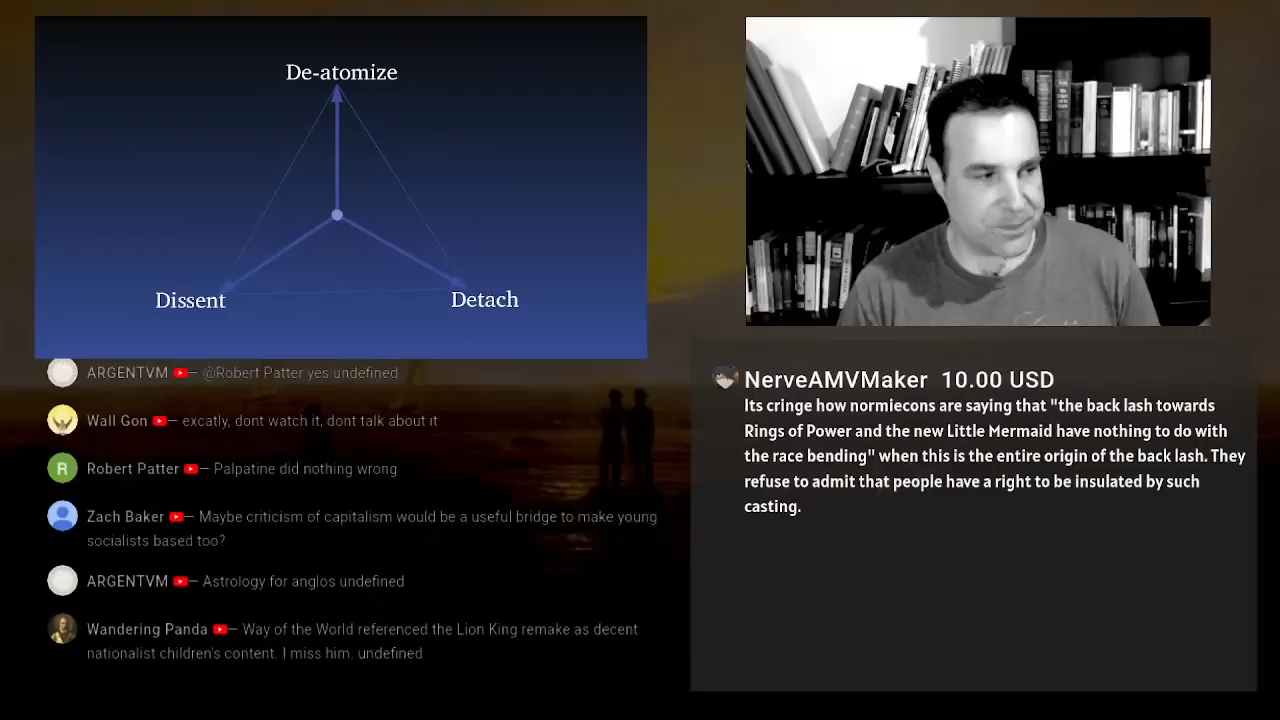 De-atomize
Dissent
Detach
ARGENTVM — @Robert Patter yes undefined
Wall Gon — excatly, dont watch it, dont talk about it
R
Robert Patter — Palpatine did nothing wrong
Zach Baker — Maybe criticism of capitalism would be a useful bridge to make young
socialists based too?
ARGENTVM — Astrology for anglos undefined
Wandering Panda — Way of the World referenced the Lion King remake as decent
nationalist children's content. I miss him. undefined
NerveAMVMaker 10.00 USD
Its cringe how normiecons are saying that "the back lash towards
Rings of Power and the new Little Mermaid have nothing to do with
the race bending" when this is the entire origin of the back lash. They
refuse to admit that people have a right to be insulated by such
casting.